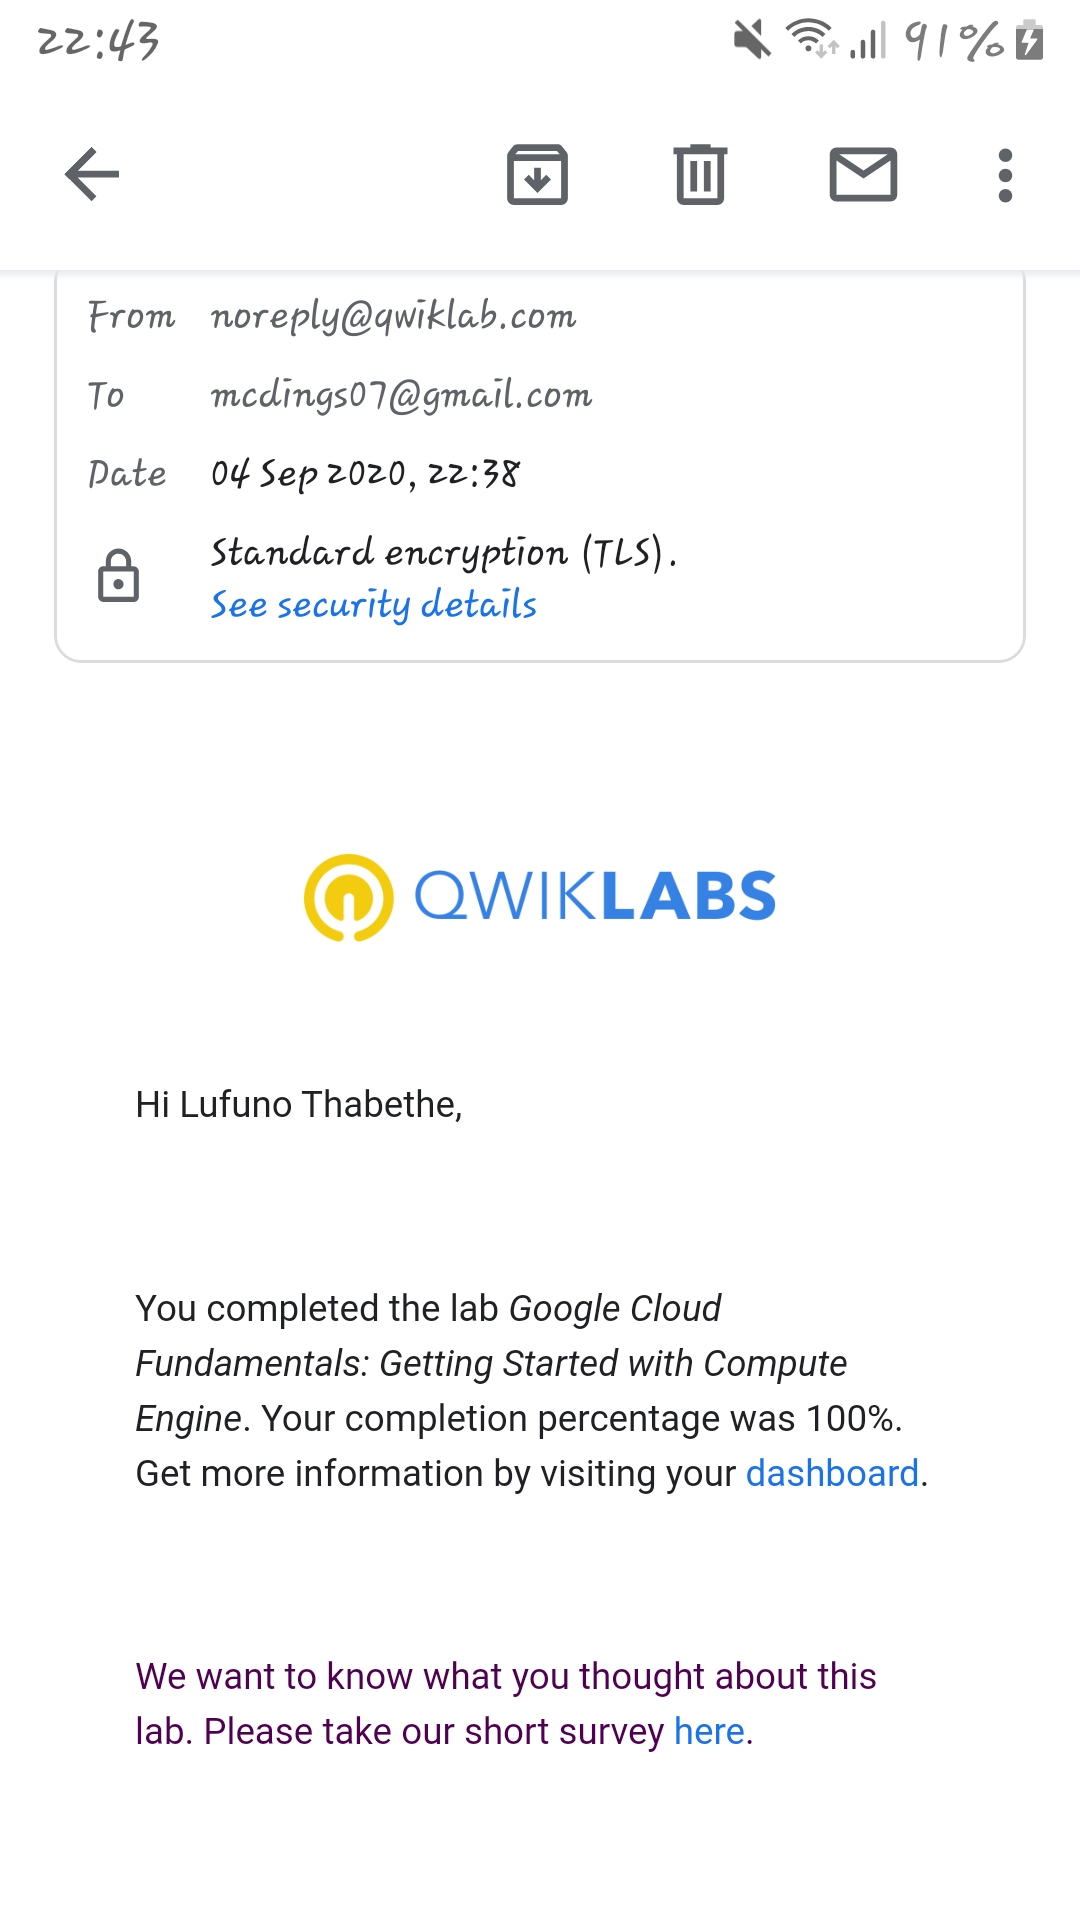 22:43 91%
From noreply@qwiklab.com
To mcdings07@gmail.com
Date 04 Sep 2020, 22:38
Standard encryption (TLS).
See security details
QWIKLABS
Hi Lufuno Thabethe,
You completed the lab Google Cloud
Fundamentals: Getting Started with Compute
Engine. Your completion percentage was 100%.
Get more information by visiting your dashboard.
We want to know what you thought about this
lab. Please take our short survey here.